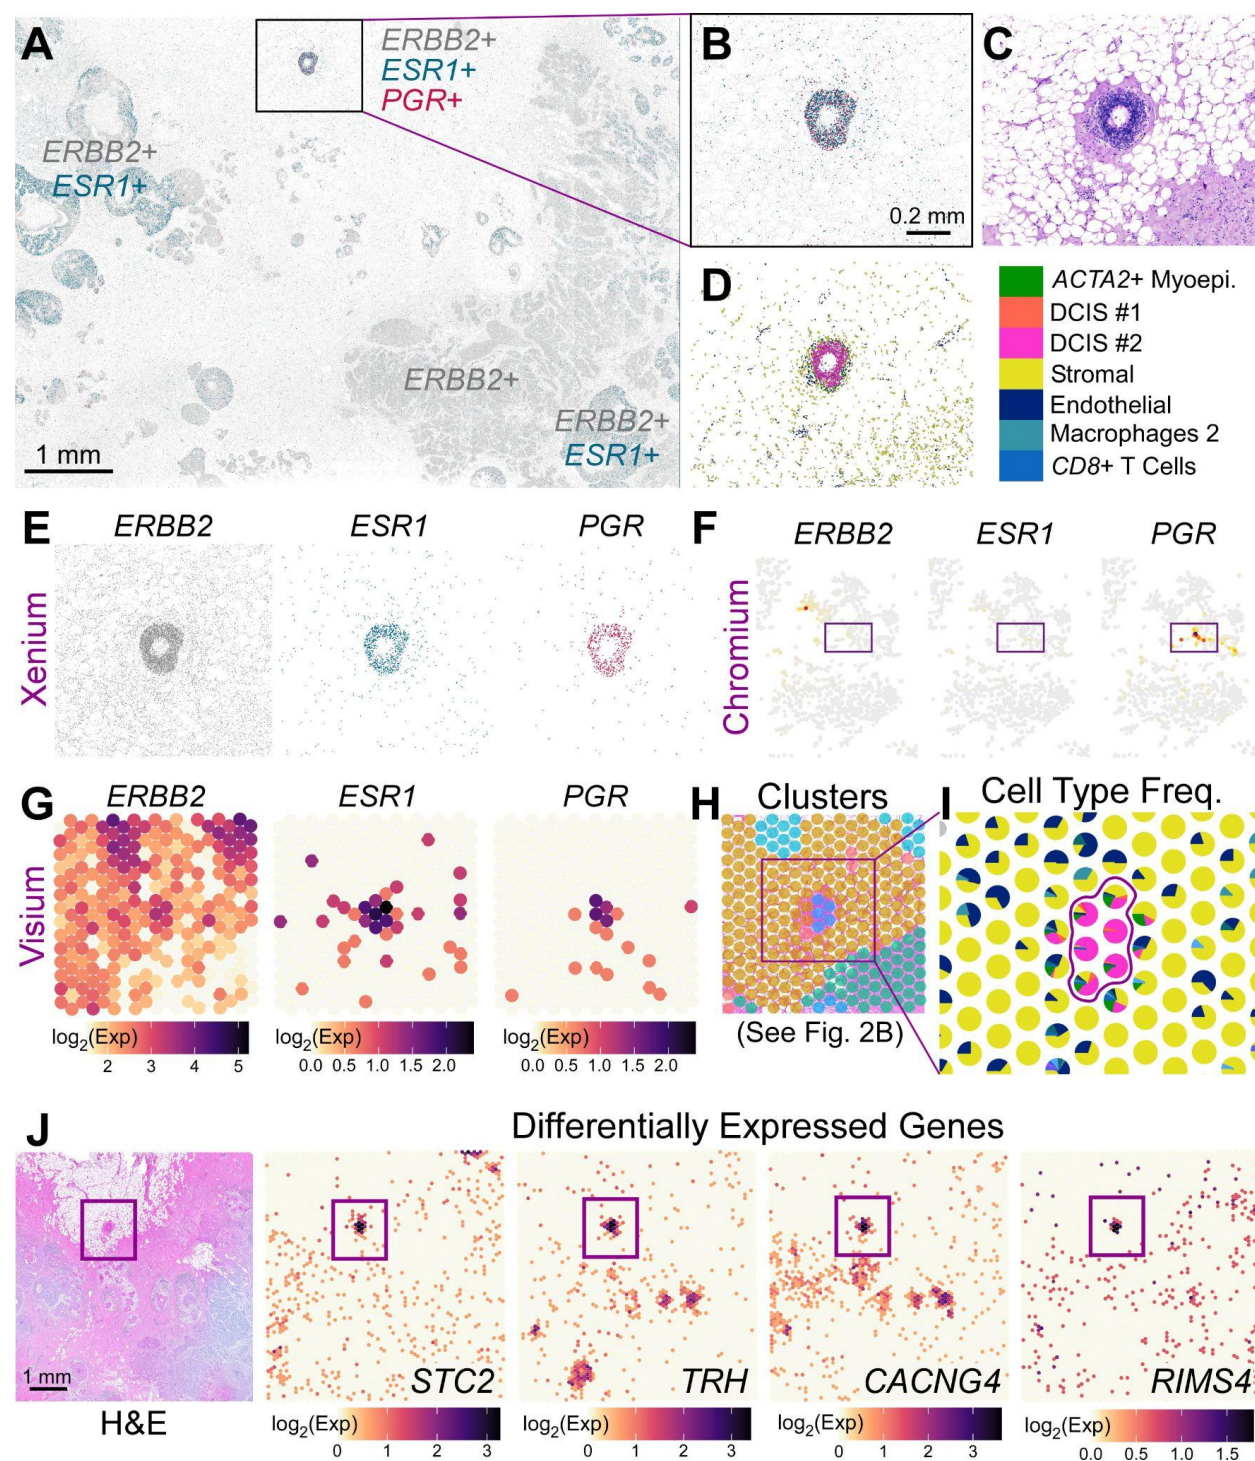 A
ERBB2+
ESR1+
PGR+
ERBB2+
ESR1+
ERBB2+
ERBB2+
ESR1+
1 mm
B
0.2 mm
C
D
ACTA2+ Myoepi.
DCIS #1
DCIS #2
Stromal
Endothelial
Macrophages 2
CD8+ T Cells
E
ERBB2
ESR1
PGR
Xenium
F
ERBB2
ESR1
PGR
Chromium
G
ERBB2
ESR1
PGR
Visium
log2(Exp)
2 3 4 5
log2(Exp)
0.0 0.5 1.0 1.5 2.0
log2(Exp)
0.0 0.5 1.0 1.5 2.0
H
Clusters
(See Fig. 2B)
I
Cell Type Freq.
J
Differentially Expressed Genes
1 mm
H&E
STC2
TRH
CACNG4
RIMS4
log2(Exp)
0 1 2 3
log2(Exp)
0 1 2 3
log2(Exp)
0 1 2 3
log2(Exp)
0.0 0.5 1.0 1.5